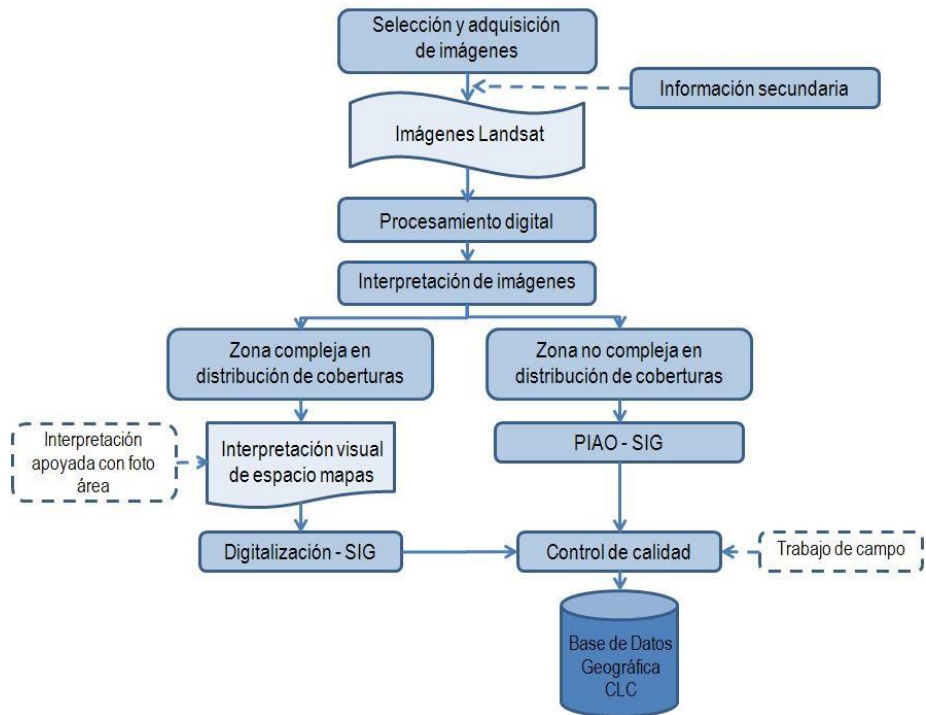 Selección y adquisición
de imágenes
Información secundaria
Imágenes Landsat
Procesamiento digital
Interpretación de imágenes
Zona compleja en
distribución de coberturas
Zona no compleja en
distribución de coberturas
Interpretación
apoyada con foto
área
Interpretación visual
de espacio mapas
PIAO - SIG
Digitalización - SIG
Control de calidad
Trabajo de campo
Base de Datos
Geográfica
CLC